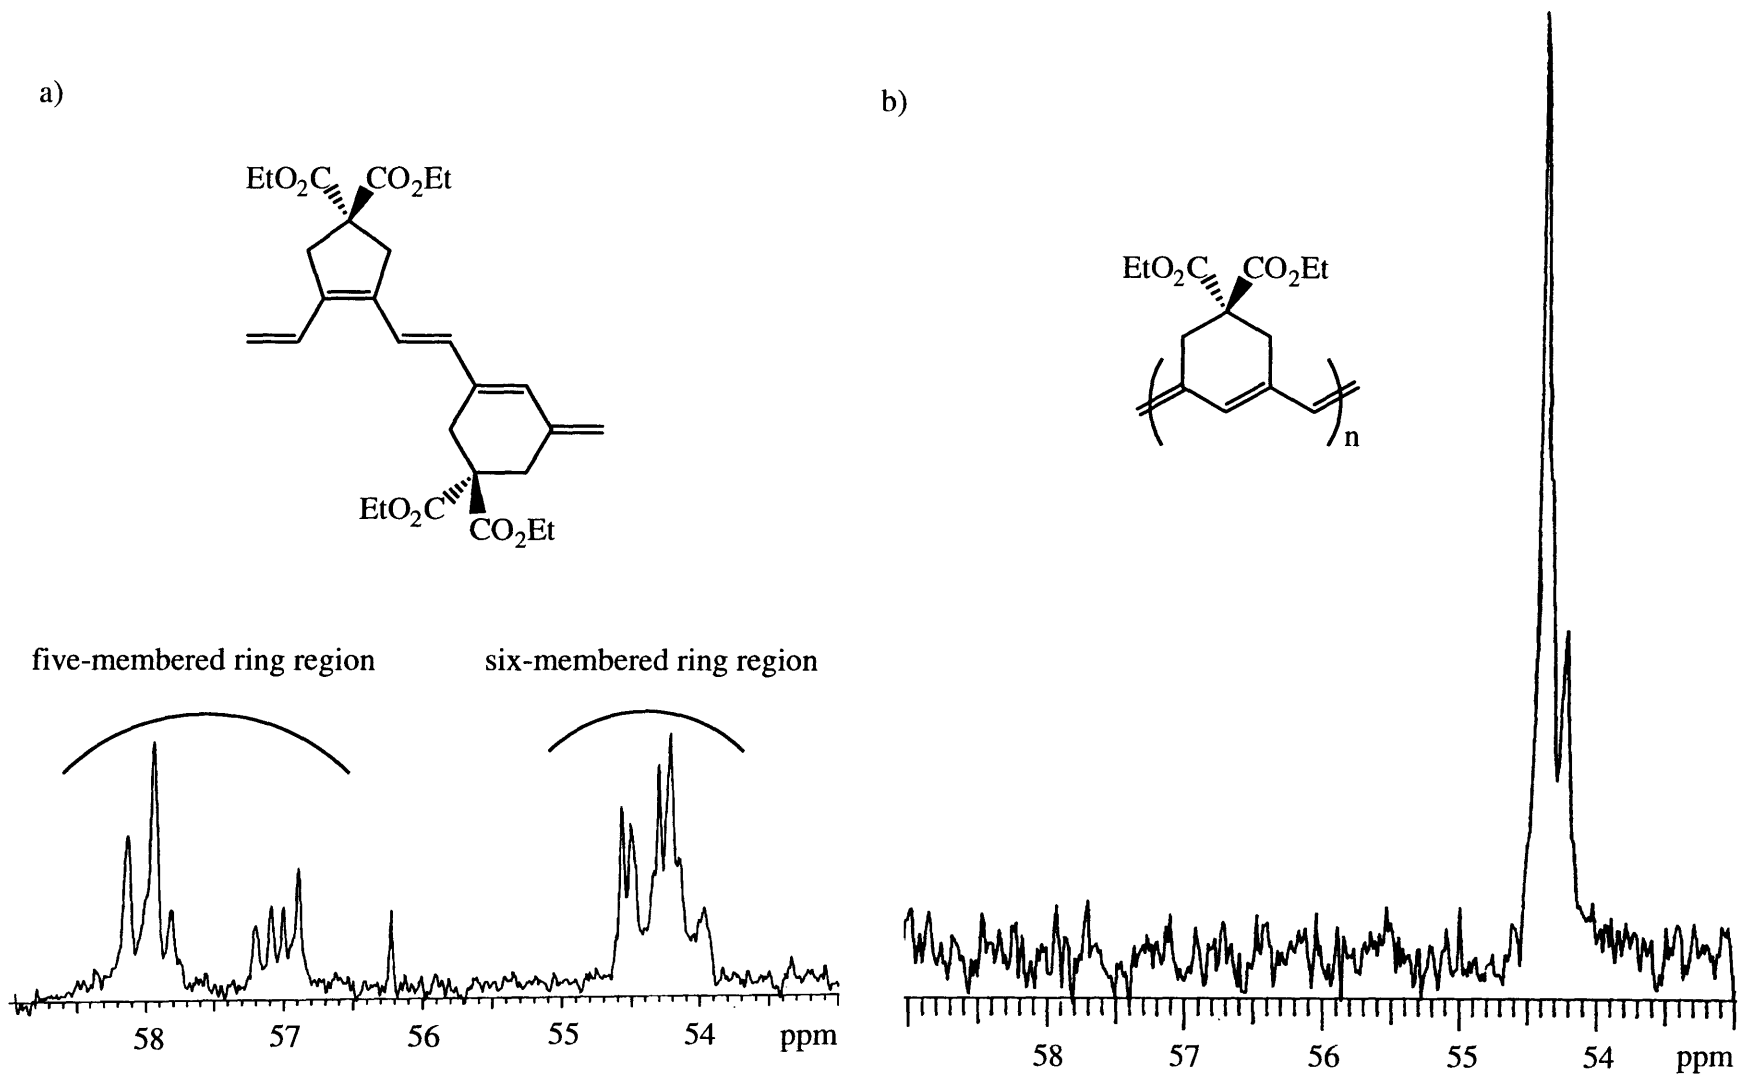 a)
EtO₂C CO₂Et
EtO₂C
CO₂Et
five-membered ring region six-membered ring region
58 57 56 55 54 ppm
b)
EtO₂C CO₂Et
n
58 57 56 55 54 ppm